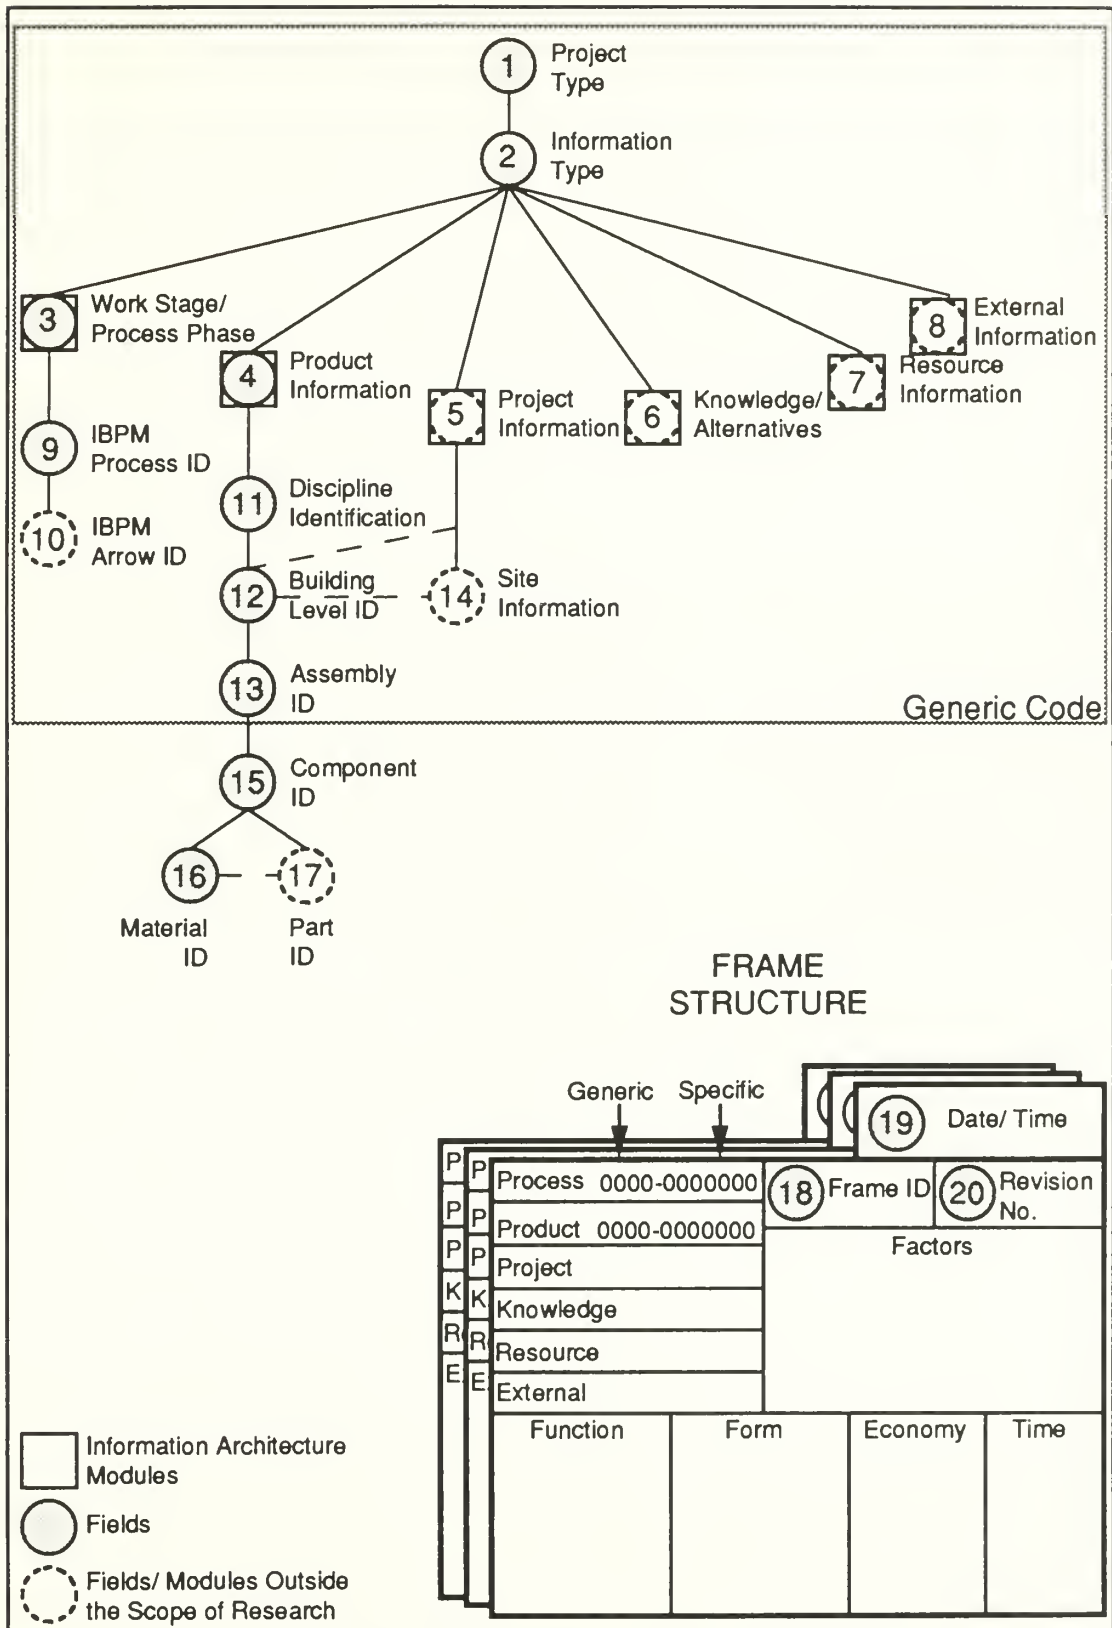 1
Project
Type
2
Information
Type
3
Work Stage/
Process Phase
4
Product
Information
5
Project
Information
6
Knowledge/
Alternatives
7
Resource
Information
8
External
Information
9
IBPM
Process ID
10
IBPM
Arrow ID
11
Discipline
Identification
12
Building
Level ID
14
Site
Information
13
Assembly
ID
Generic Code
15
Component
ID
16
17
Material
ID
Part
ID
FRAME
STRUCTURE
Generic Specific
19 Date/ Time
P
P
P
K
R
E
P
P
P
K
R
E
Process 0000-0000000
18 Frame ID
20 Revision
No.
Product 0000-0000000
Project
Knowledge
Resource
External
Factors
Function Form Economy Time
Information Architecture
Modules
Fields
Fields/ Modules Outside
the Scope of Research